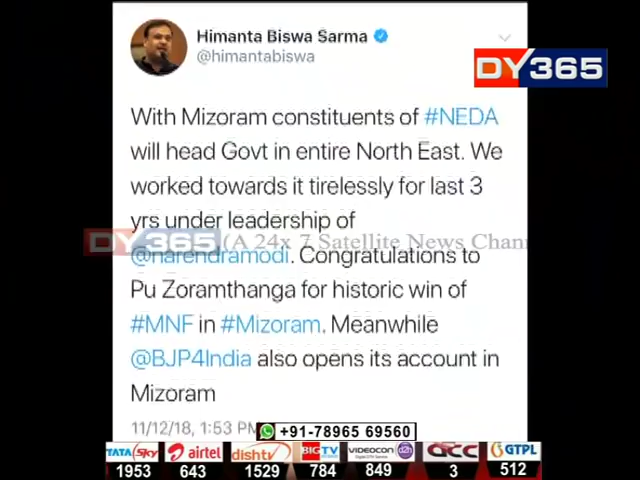 Himanta Biswa Sarma
@himantabiswa
DY365
With Mizoram constituents of #NEDA
will head Govt in entire North East. We
worked towards it tirelessly for last 3
yrs under leadership of
DY365 (A 24x 7 Satellite News Chan
@narendramodi. Congratulations to
Pu Zoramthanga for historic win of
#MNF in #Mizoram. Meanwhile
@BJP4India also opens its account in
Mizoram
11/12/18, 1:53 PM
+91-78965 69560
TATA sky airtel dishtv BIG TV VIDEOCON d2h acc GTPL
1953 643 1529 784 849 3 512